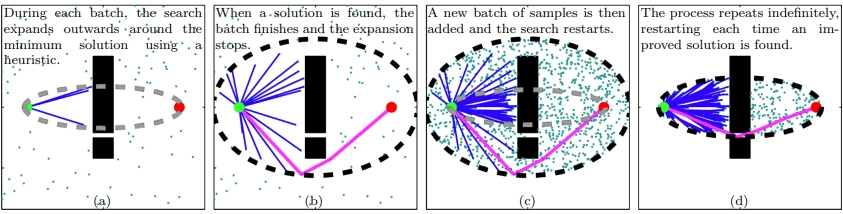 During each batch, the search
expands outwards around the
minimum solution using a
heuristic.
(a)
When a solution is found, the
batch finishes and the expansion
stops.
(b)
A new batch of samples is then
added and the search restarts.
(c)
The process repeats indefinitely,
restarting each time an im-
proved solution is found.
(d)